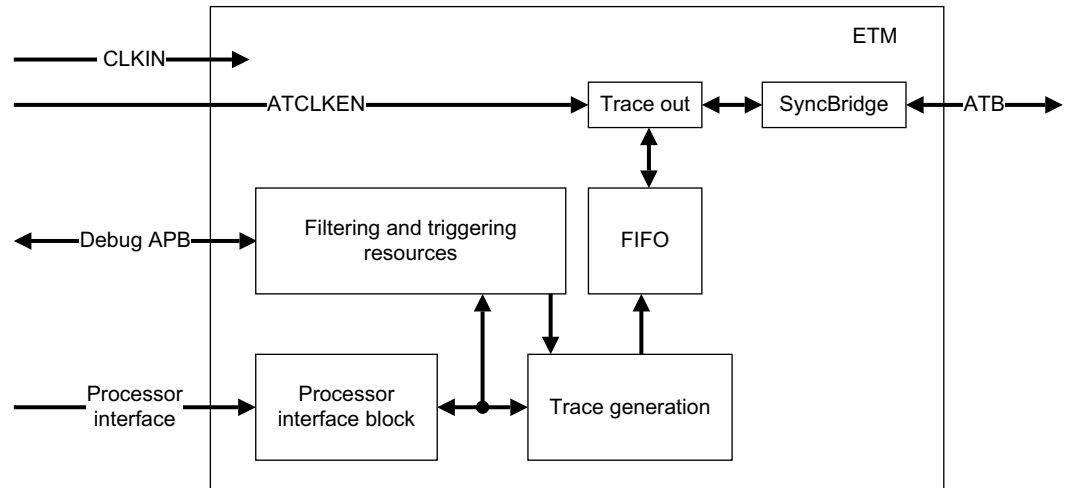 ETM
CLKIN
ATCLKEN
Trace out
SyncBridge
ATB
Debug APB
Filtering and triggering
resources
FIFO
Processor
interface
Processor
interface block
Trace generation